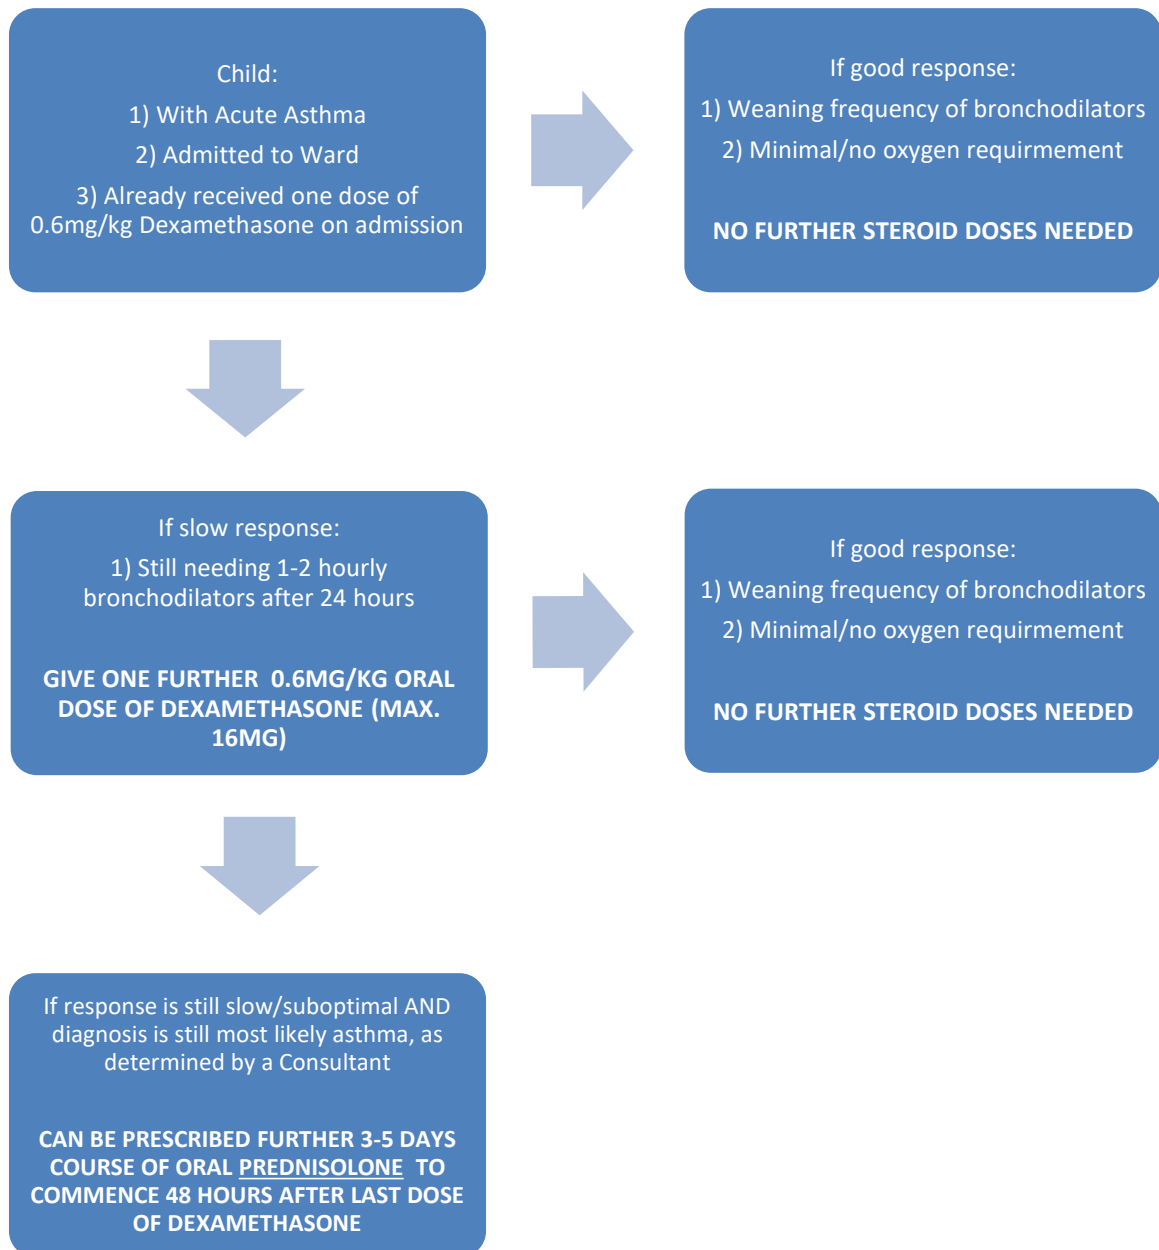 Child:
1) With Acute Asthma
2) Admitted to Ward
3) Already received one dose of
0.6mg/kg Dexamethasone on admission
If good response:
1) Weaning frequency of bronchodilators
2) Minimal/no oxygen requirmement
NO FURTHER STEROID DOSES NEEDED
If slow response:
1) Still needing 1-2 hourly
bronchodilators after 24 hours
GIVE ONE FURTHER 0.6MG/KG ORAL
DOSE OF DEXAMETHASONE (MAX.
16MG)
If good response:
1) Weaning frequency of bronchodilators
2) Minimal/no oxygen requirmement
NO FURTHER STEROID DOSES NEEDED
If response is still slow/suboptimal AND
diagnosis is still most likely asthma, as
determined by a Consultant
CAN BE PRESCRIBED FURTHER 3-5 DAYS
COURSE OF ORAL PREDNISOLONE TO
COMMENCE 48 HOURS AFTER LAST DOSE
OF DEXAMETHASONE